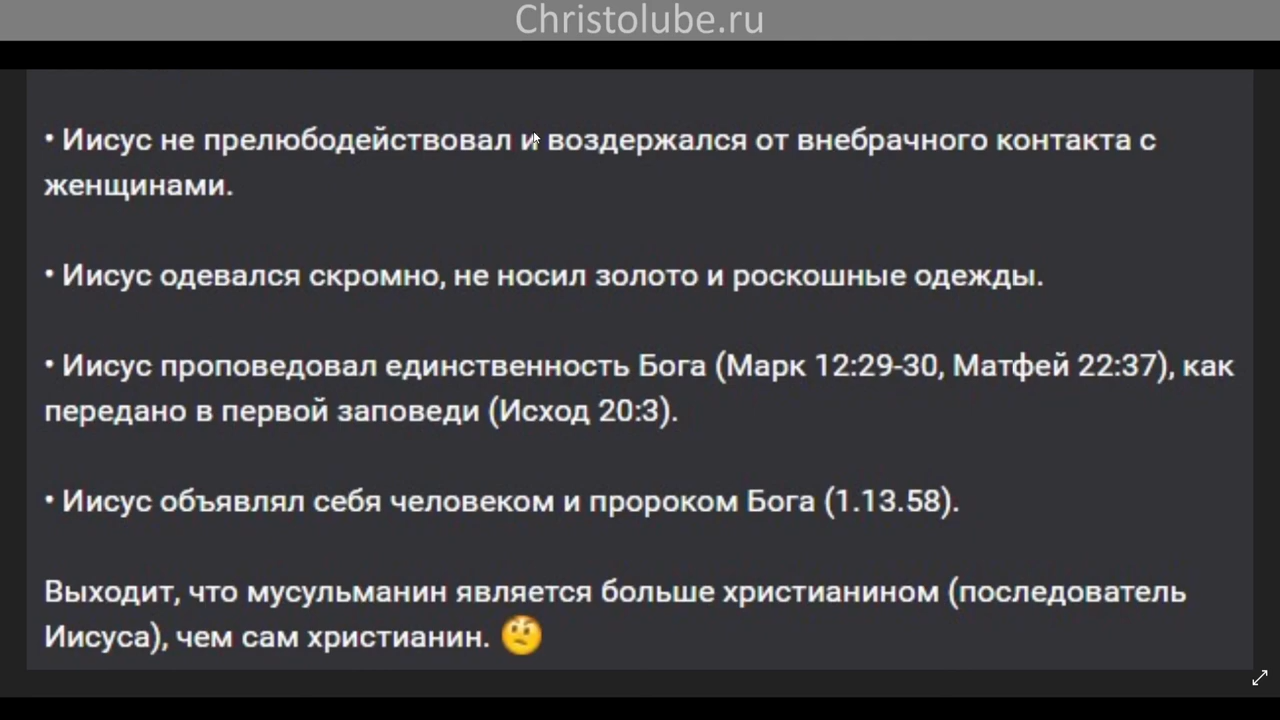 Christolube.ru
• Иисус не прелюбодействовал и воздержался от внебрачного контакта с
женщинами.
• Иисус одевался скромно, не носил золото и роскошные одежды.
• Иисус проповедовал единственность Бога (Марк 12:29-30, Матфей 22:37), как
передано в первой заповеди (Исход 20:3).
• Иисус объявлял себя человеком и пророком Бога (1.13.58).
Выходит, что мусульманин является больше христианином (последователь
Иисуса), чем сам христианин. 🤨